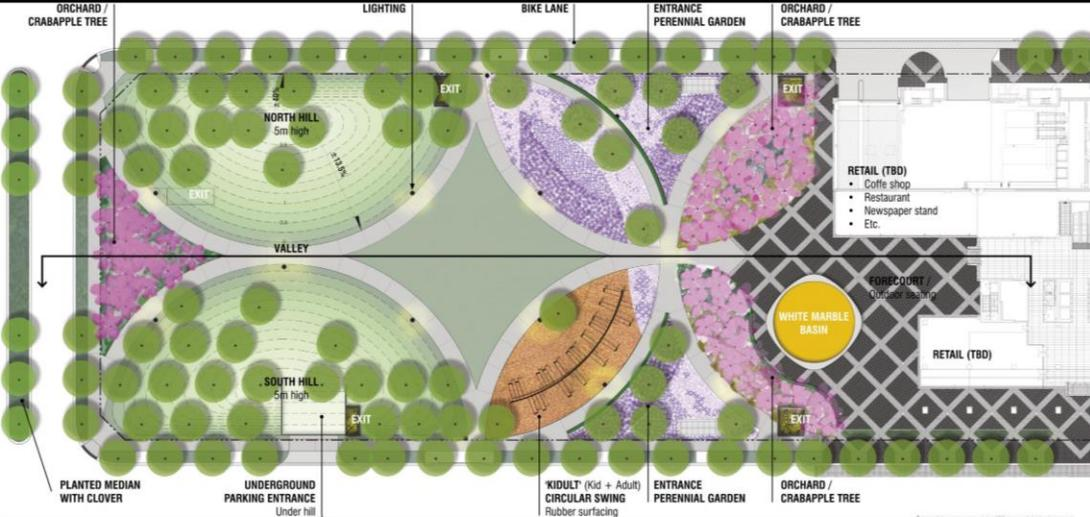 ORCHARD /
CRABAPPLE TREE
LIGHTING
BIKE LANE
ENTRANCE
PERENNIAL GARDEN
ORCHARD /
CRABAPPLE TREE
EXIT
EXIT
NORTH HILL
5m high
±13.5%
EXIT
VALLEY
RETAIL (TBD)
• Coffe shop
• Restaurant
• Newspaper stand
• Etc.
FORECOURT /
Outdoor seating
WHITE MARBLE
BASIN
RETAIL (TBD)
SOUTH HILL
5m high
EXIT
EXIT
PLANTED MEDIAN
WITH CLOVER
UNDERGROUND
PARKING ENTRANCE
Under hill
'KIDULT' (Kid + Adult)
CIRCULAR SWING
Rubber surfacing
ENTRANCE
PERENNIAL GARDEN
ORCHARD /
CRABAPPLE TREE